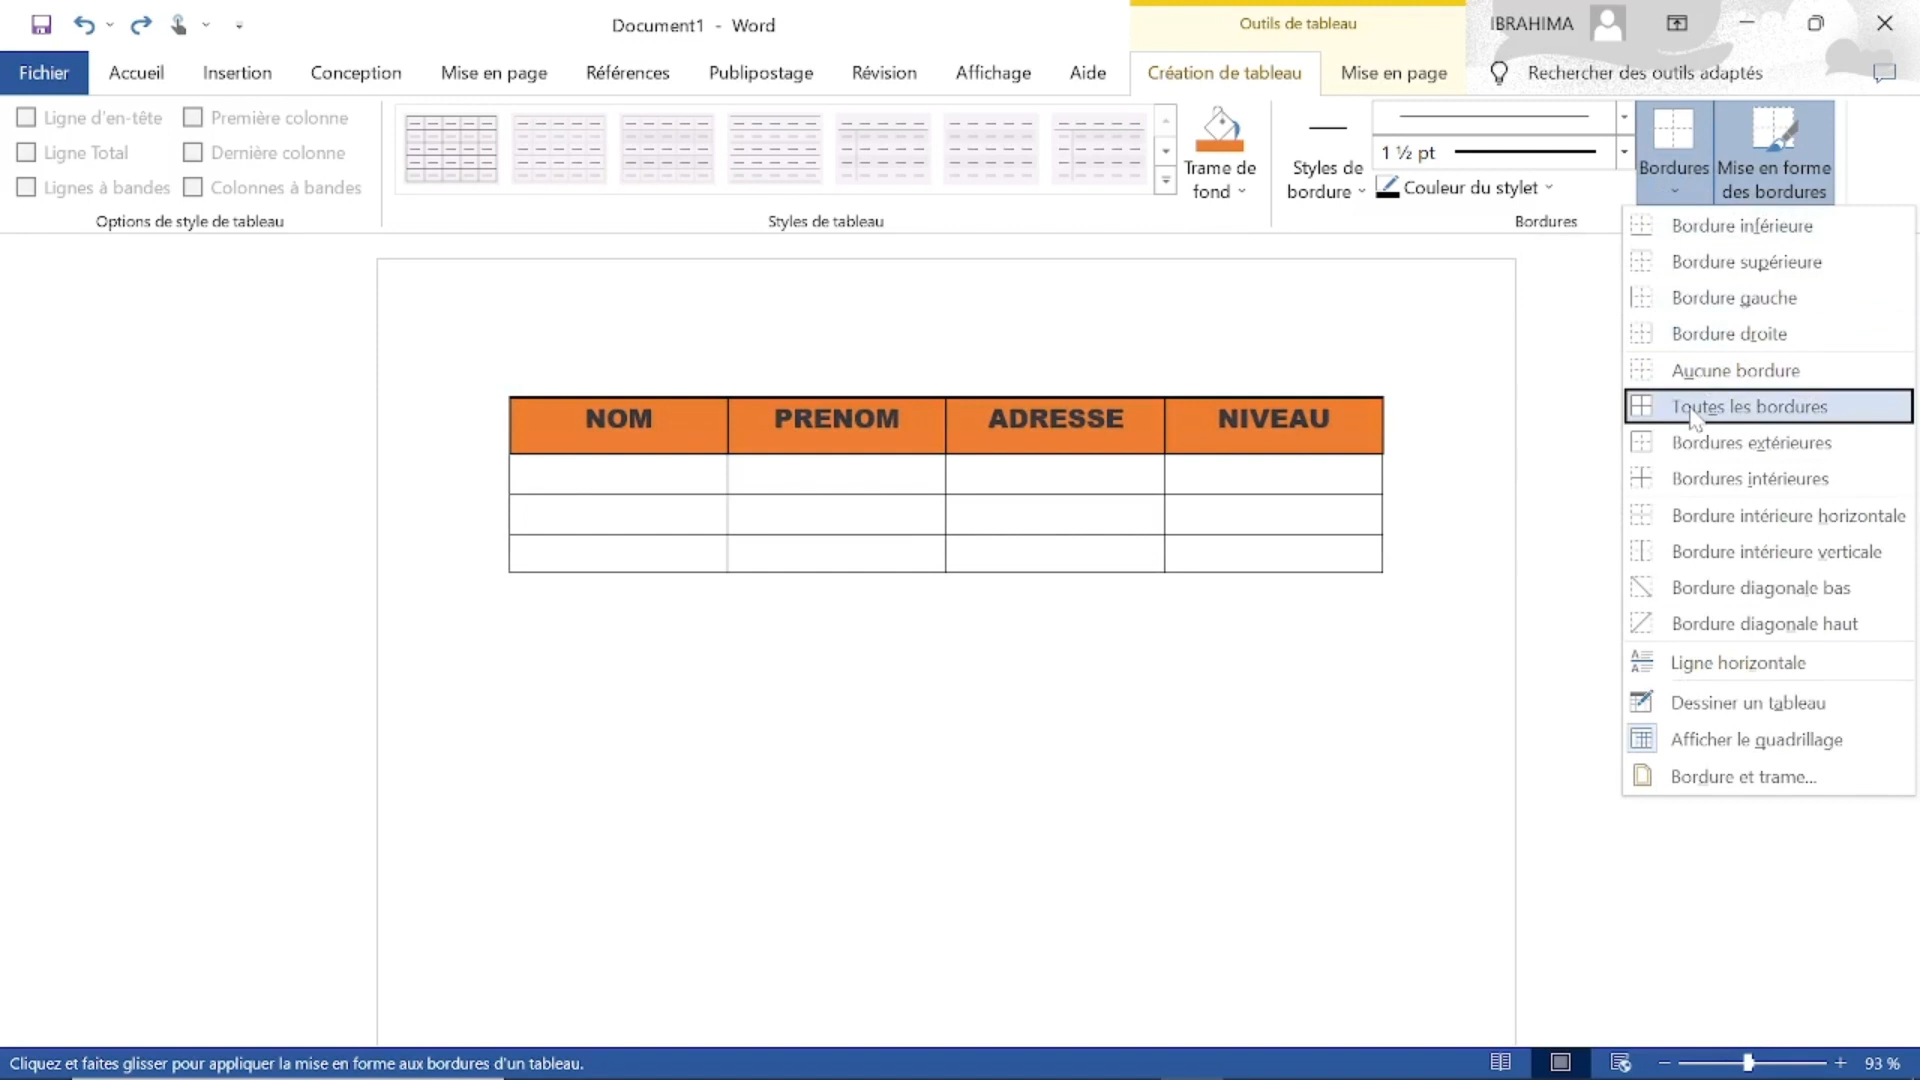 Document1 - Word
Outils de tableau
IBRAHIMA
Fichier Accueil Insertion Conception Mise en page Références Publipostage Révision Affichage Aide Création de tableau Mise en page Rechercher des outils adaptés
Ligne d'en-tête Première colonne
Ligne Total Dernière colonne
Lignes à bandes Colonnes à bandes
Options de style de tableau
Styles de tableau
Trame de
fond
Styles de
bordure
1 ½ pt
Couleur du stylet
Bordures
Mise en forme
des bordures
Bordures
Bordure inférieure
Bordure supérieure
Bordure gauche
Bordure droite
Aucune bordure
Toutes les bordures
Bordures extérieures
Bordures intérieures
Bordure intérieure horizontale
Bordure intérieure verticale
Bordure diagonale bas
Bordure diagonale haut
Ligne horizontale
Dessiner un tableau
Afficher le quadrillage
Bordure et trame...
NOM PRENOM ADRESSE NIVEAU
Cliquez et faites glisser pour appliquer la mise en forme aux bordures d'un tableau.
93 %